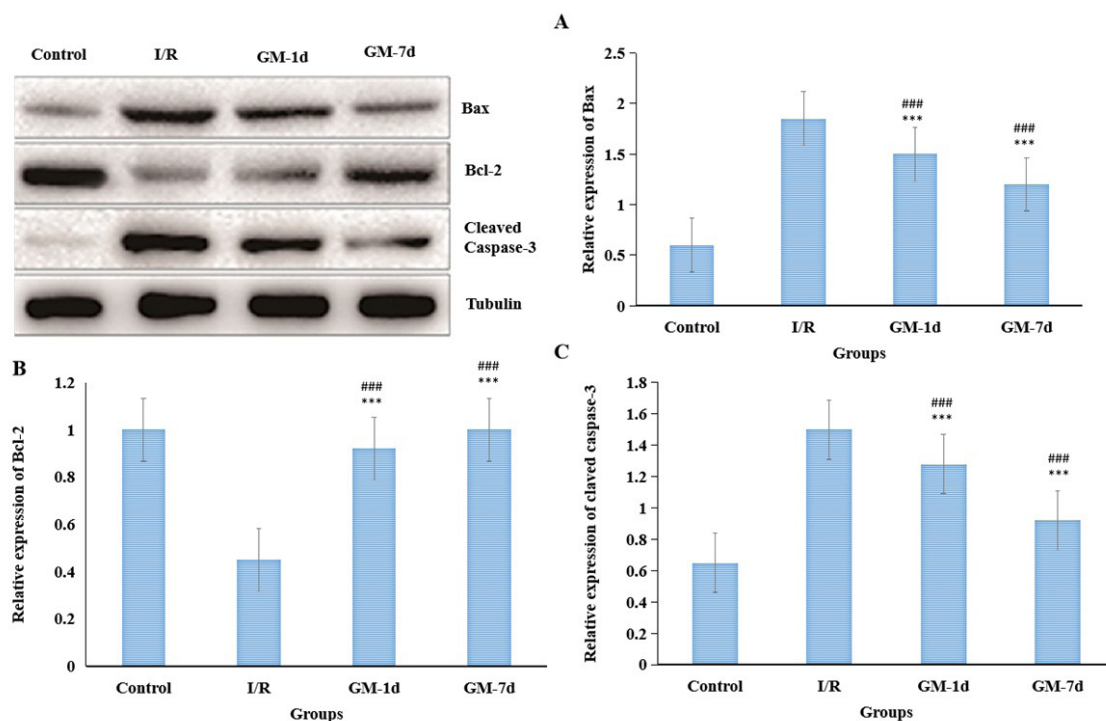 Control I/R GM-1d GM-7d
Bax
Bcl-2
Cleaved
Caspase-3
Tubulin
A
Relative expression of Bax
2.5
2
1.5
1
0.5
0
###
***
###
***
Control I/R GM-1d GM-7d
Groups
B
Relative expression of Bcl-2
1.2
1
0.8
0.6
0.4
0.2
0
###
***
###
***
Control I/R GM-1d GM-7d
Groups
C
Relative expression of claved caspase-3
1.8
1.6
1.4
1.2
1
0.8
0.6
0.4
0.2
0
###
***
###
***
Control I/R GM-1d GM-7d
Groups